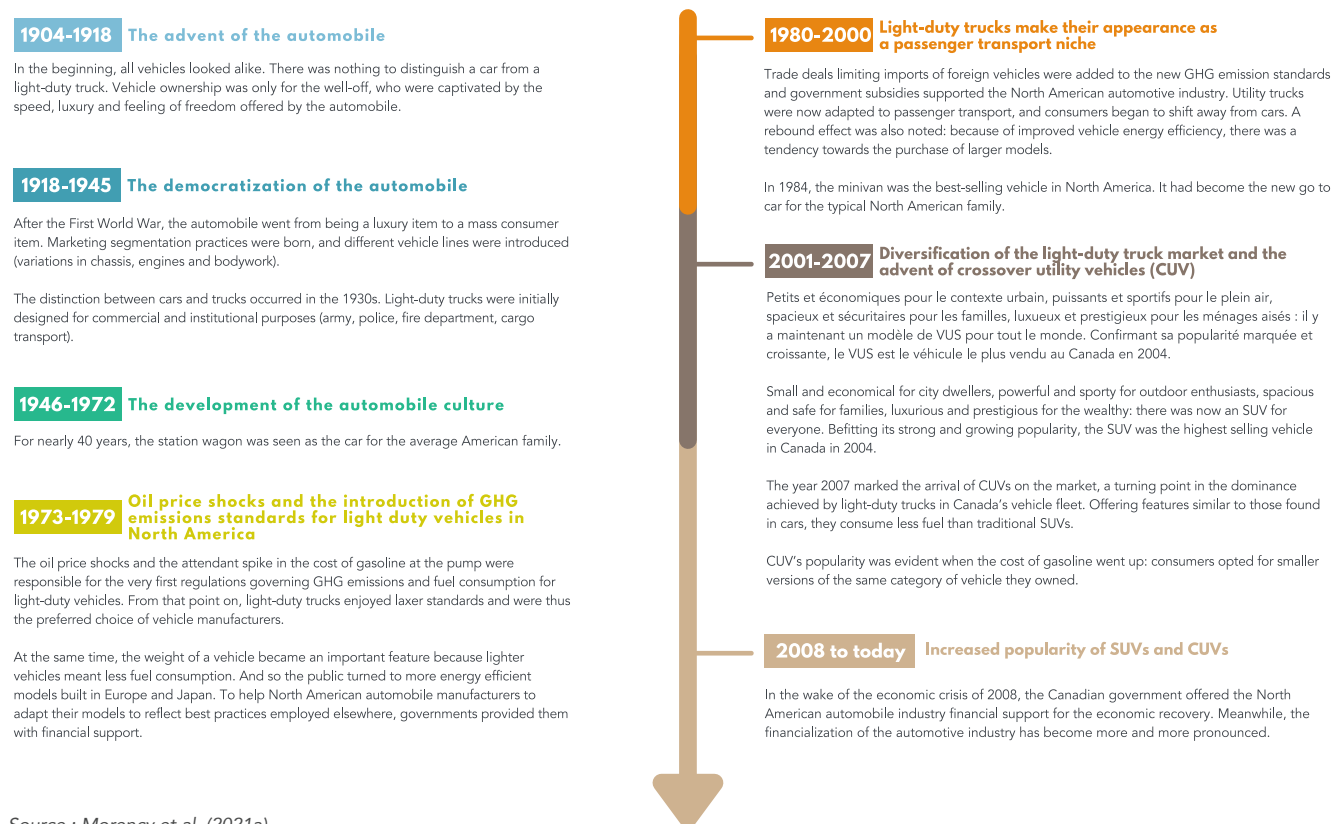 1904-1918 The advent of the automobile
In the beginning, all vehicles looked alike. There was nothing to distinguish a car from a
light-duty truck. Vehicle ownership was only for the well-off, who were captivated by the
speed, luxury and feeling of freedom offered by the automobile.
1918-1945 The democratization of the automobile
After the First World War, the automobile went from being a luxury item to a mass consumer
item. Marketing segmentation practices were born, and different vehicle lines were introduced
(variations in chassis, engines and bodywork).
The distinction between cars and trucks occurred in the 1930s. Light-duty trucks were initially
designed for commercial and institutional purposes (army, police, fire department, cargo
transport).
1946-1972 The development of the automobile culture
For nearly 40 years, the station wagon was seen as the car for the average American family.
1973-1979 Oil price shocks and the introduction of GHG
emissions standards for light duty vehicles in
North America
The oil price shocks and the attendant spike in the cost of gasoline at the pump were
responsible for the very first regulations governing GHG emissions and fuel consumption for
light-duty vehicles. From that point on, light-duty trucks enjoyed laxer standards and were thus
the preferred choice of vehicle manufacturers.
At the same time, the weight of a vehicle became an important feature because lighter
vehicles meant less fuel consumption. And so the public turned to more energy efficient
models built in Europe and Japan. To help North American automobile manufacturers to
adapt their models to reflect best practices employed elsewhere, governments provided them
with financial support.
Source : Morency et al. (2021a)
1980-2000 Light-duty trucks make their appearance as
a passenger transport niche
Trade deals limiting imports of foreign vehicles were added to the new GHG emission standards
and government subsidies supported the North American automotive industry. Utility trucks
were now adapted to passenger transport, and consumers began to shift away from cars. A
rebound effect was also noted: because of improved vehicle energy efficiency, there was a
tendency towards the purchase of larger models.
In 1984, the minivan was the best-selling vehicle in North America. It had become the new go to
car for the typical North American family.
2001-2007 Diversification of the light-duty truck market and the
advent of crossover utility vehicles (CUV)
Petits et économiques pour le contexte urbain, puissants et sportifs pour le plein air,
spacieux et sécuritaires pour les familles, luxueux et prestigieux pour les ménages aisés : il y
a maintenant un modèle de VUS pour tout le monde. Confirmant sa popularité marquée et
croissante, le VUS est le véhicule le plus vendu au Canada en 2004.
Small and economical for city dwellers, powerful and sporty for outdoor enthusiasts, spacious
and safe for families, luxurious and prestigious for the wealthy: there was now an SUV for
everyone. Befitting its strong and growing popularity, the SUV was the highest selling vehicle
in Canada in 2004.
The year 2007 marked the arrival of CUVs on the market, a turning point in the dominance
achieved by light-duty trucks in Canada's vehicle fleet. Offering features similar to those found
in cars, they consume less fuel than traditional SUVs.
CUV's popularity was evident when the cost of gasoline went up: consumers opted for smaller
versions of the same category of vehicle they owned.
2008 to today Increased popularity of SUVs and CUVs
In the wake of the economic crisis of 2008, the Canadian government offered the North
American automobile industry financial support for the economic recovery. Meanwhile, the
financialization of the automotive industry has become more and more pronounced.